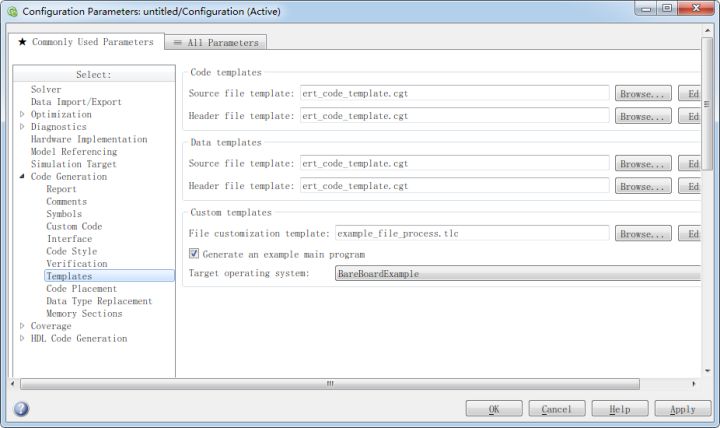 Configuration Parameters: untitled/Configuration (Active)
★ Commonly Used Parameters
≡ All Parameters
Select:
Solver
Data Import/Export
Optimization
Diagnostics
Hardware Implementation
Model Referencing
Simulation Target
Code Generation
Report
Comments
Symbols
Custom Code
Interface
Code Style
Verification
Templates
Code Placement
Data Type Replacement
Memory Sections
Coverage
HDL Code Generation
Code templates
Source file template: ert_code_template.cgt Browse... Ed
Header file template: ert_code_template.cgt Browse... Ed
Data templates
Source file template: ert_code_template.cgt Browse... Ed
Header file template: ert_code_template.cgt Browse... Ed
Custom templates
File customization template: example_file_process.tlc Browse... Ed
Generate an example main program
Target operating system: BareBoardExample
OK Cancel Help Apply